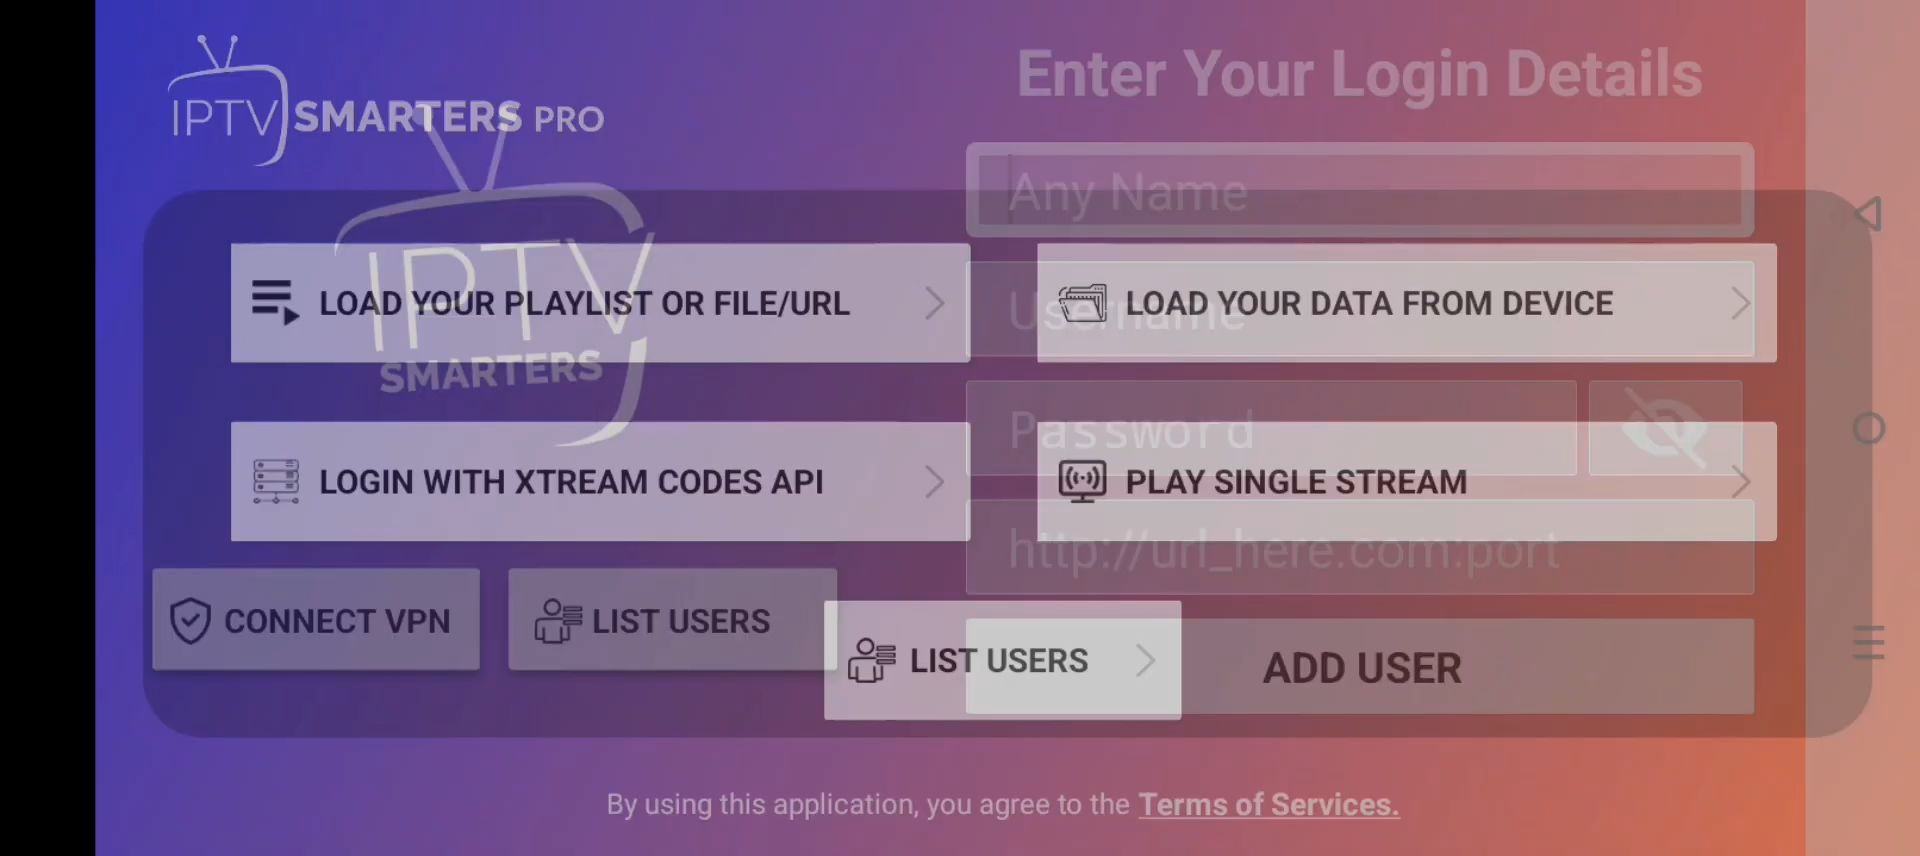 IPTV SMARTERS PRO
Enter Your Login Details
Any Name
IPTV
SMARTERS
LOAD YOUR PLAYLIST OR FILE/URL
Username
LOAD YOUR DATA FROM DEVICE
Password
LOGIN WITH XTREAM CODES API
PLAY SINGLE STREAM
http://url_here.com:port
CONNECT VPN
LIST USERS
LIST USERS
ADD USER
By using this application, you agree to the Terms of Services.